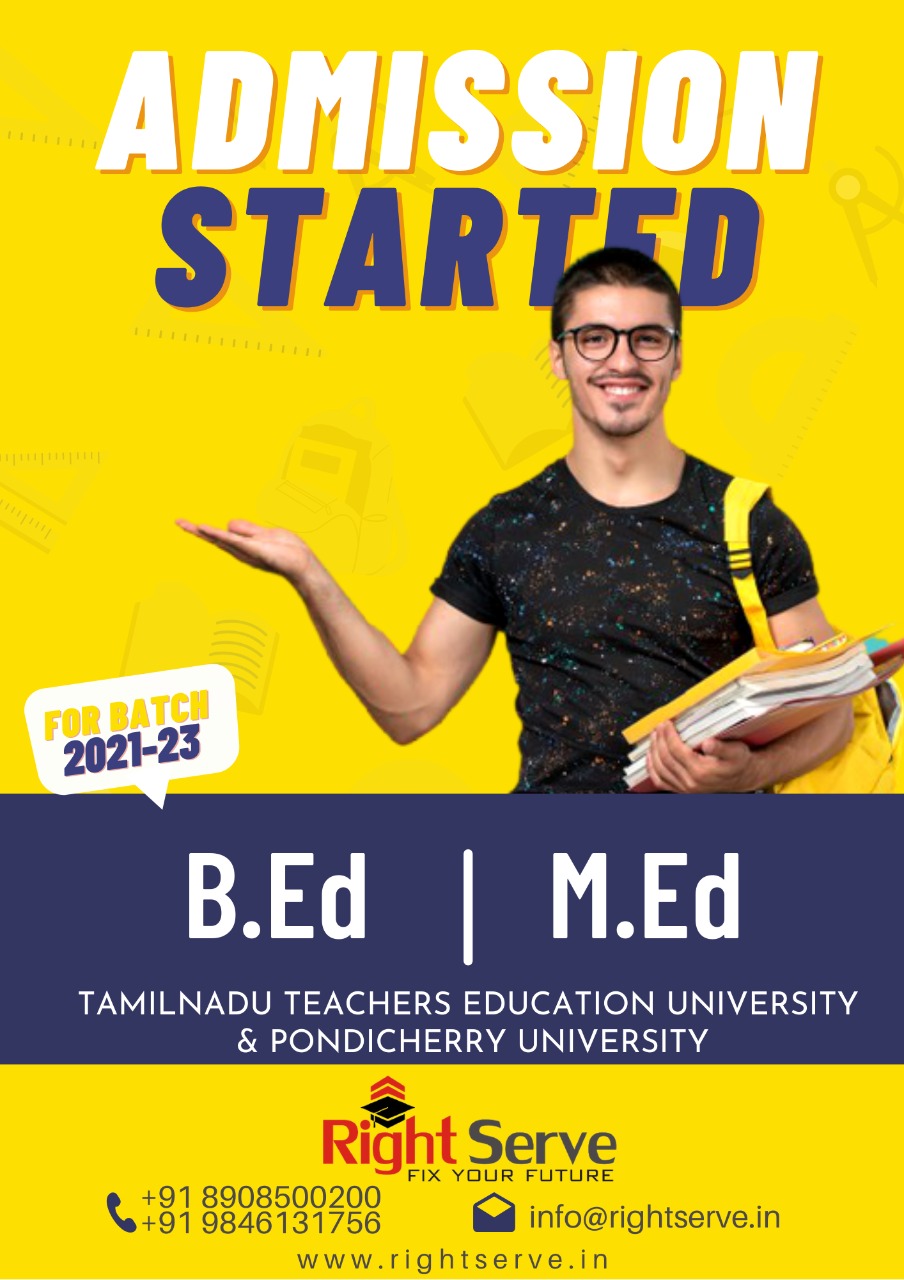 ADMISSION
STARTED
FOR BATCH
2021-23
B.Ed | M.Ed
TAMILNADU TEACHERS EDUCATION UNIVERSITY
& PONDICHERRY UNIVERSITY
Right Serve
FIX YOUR FUTURE
+91 8908500200
+91 9846131756
info@rightserve.in
www.rightserve.in